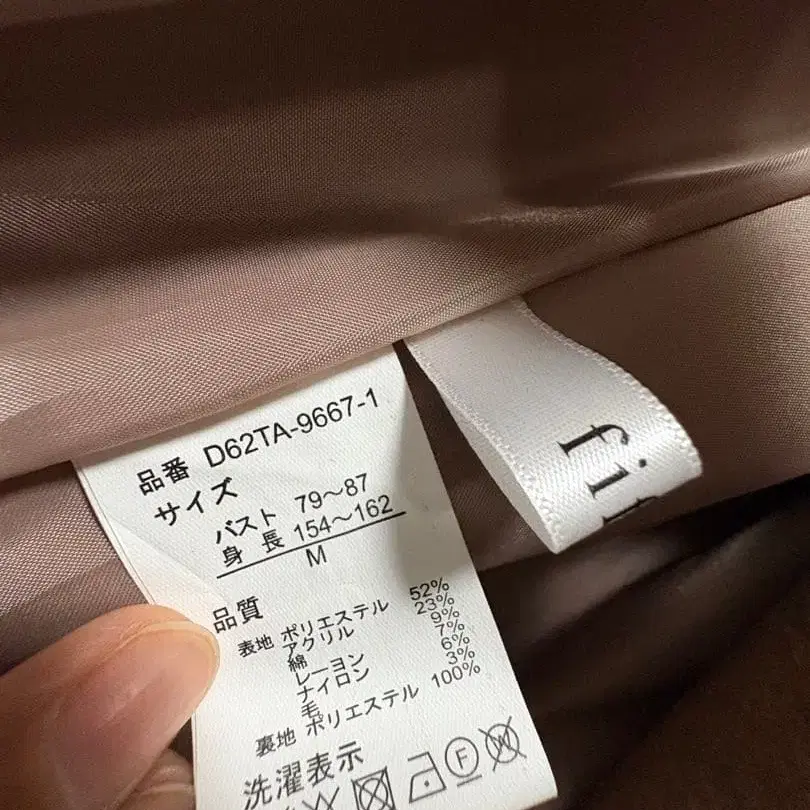 品番 D62TA-9667-1
サイズ
バスト 79～87
身 長 154～162
M
品質
表地 ポリエステル 52%
アクリル 23%
綿 9%
レーヨン 7%
ナイロン 6%
毛 3%
裏地 ポリエステル 100%
洗濯表示
F
W
fi